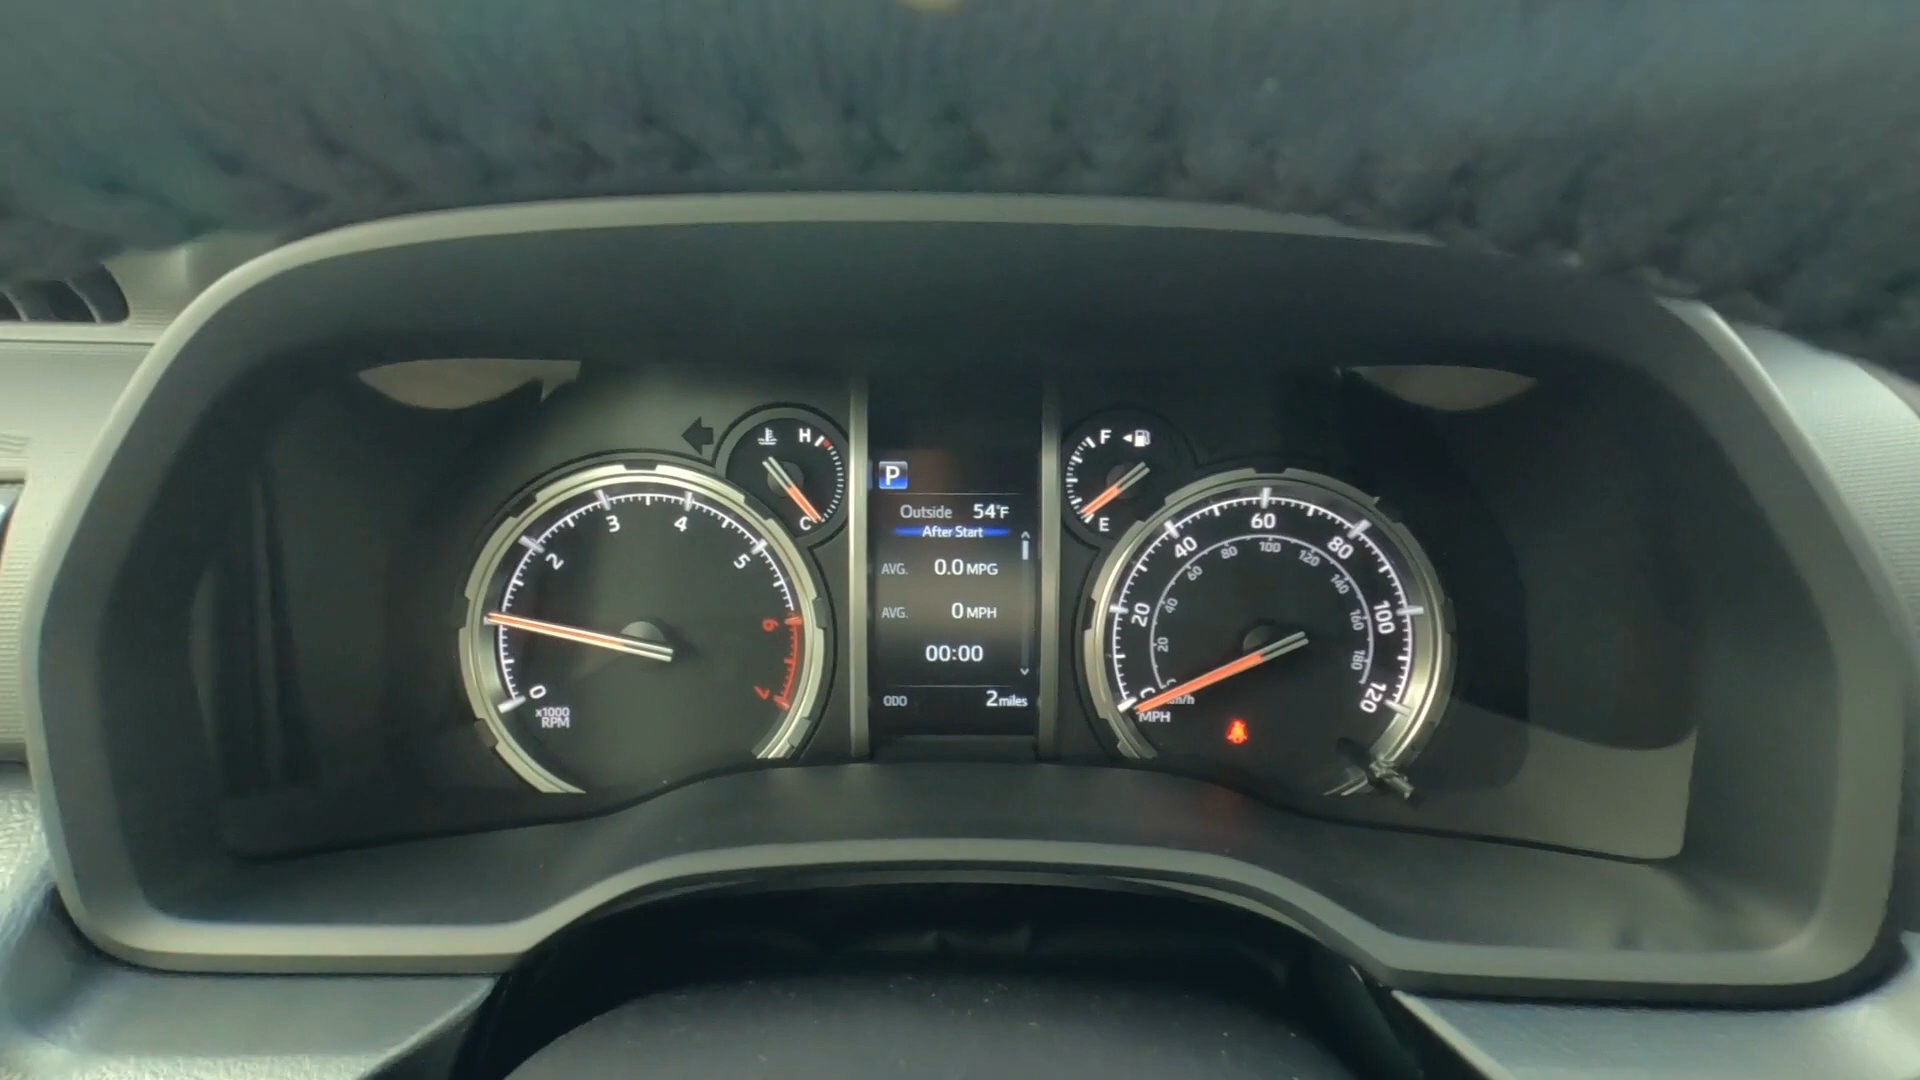 H
C
0
2
3
4
5
6
7
x1000
RPM
P
Outside 54°F
After Start
AVG. 0.0 MPG
AVG. 0 MPH
00:00
ODO 2 miles
F
E
20
40
60
80
100
120
20
40
60
80
100
120
140
160
180
MPH